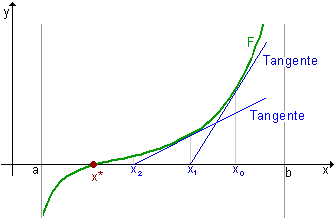 y
F
Tangente
Tangente
a x* x₂ x₁ x₀ b x